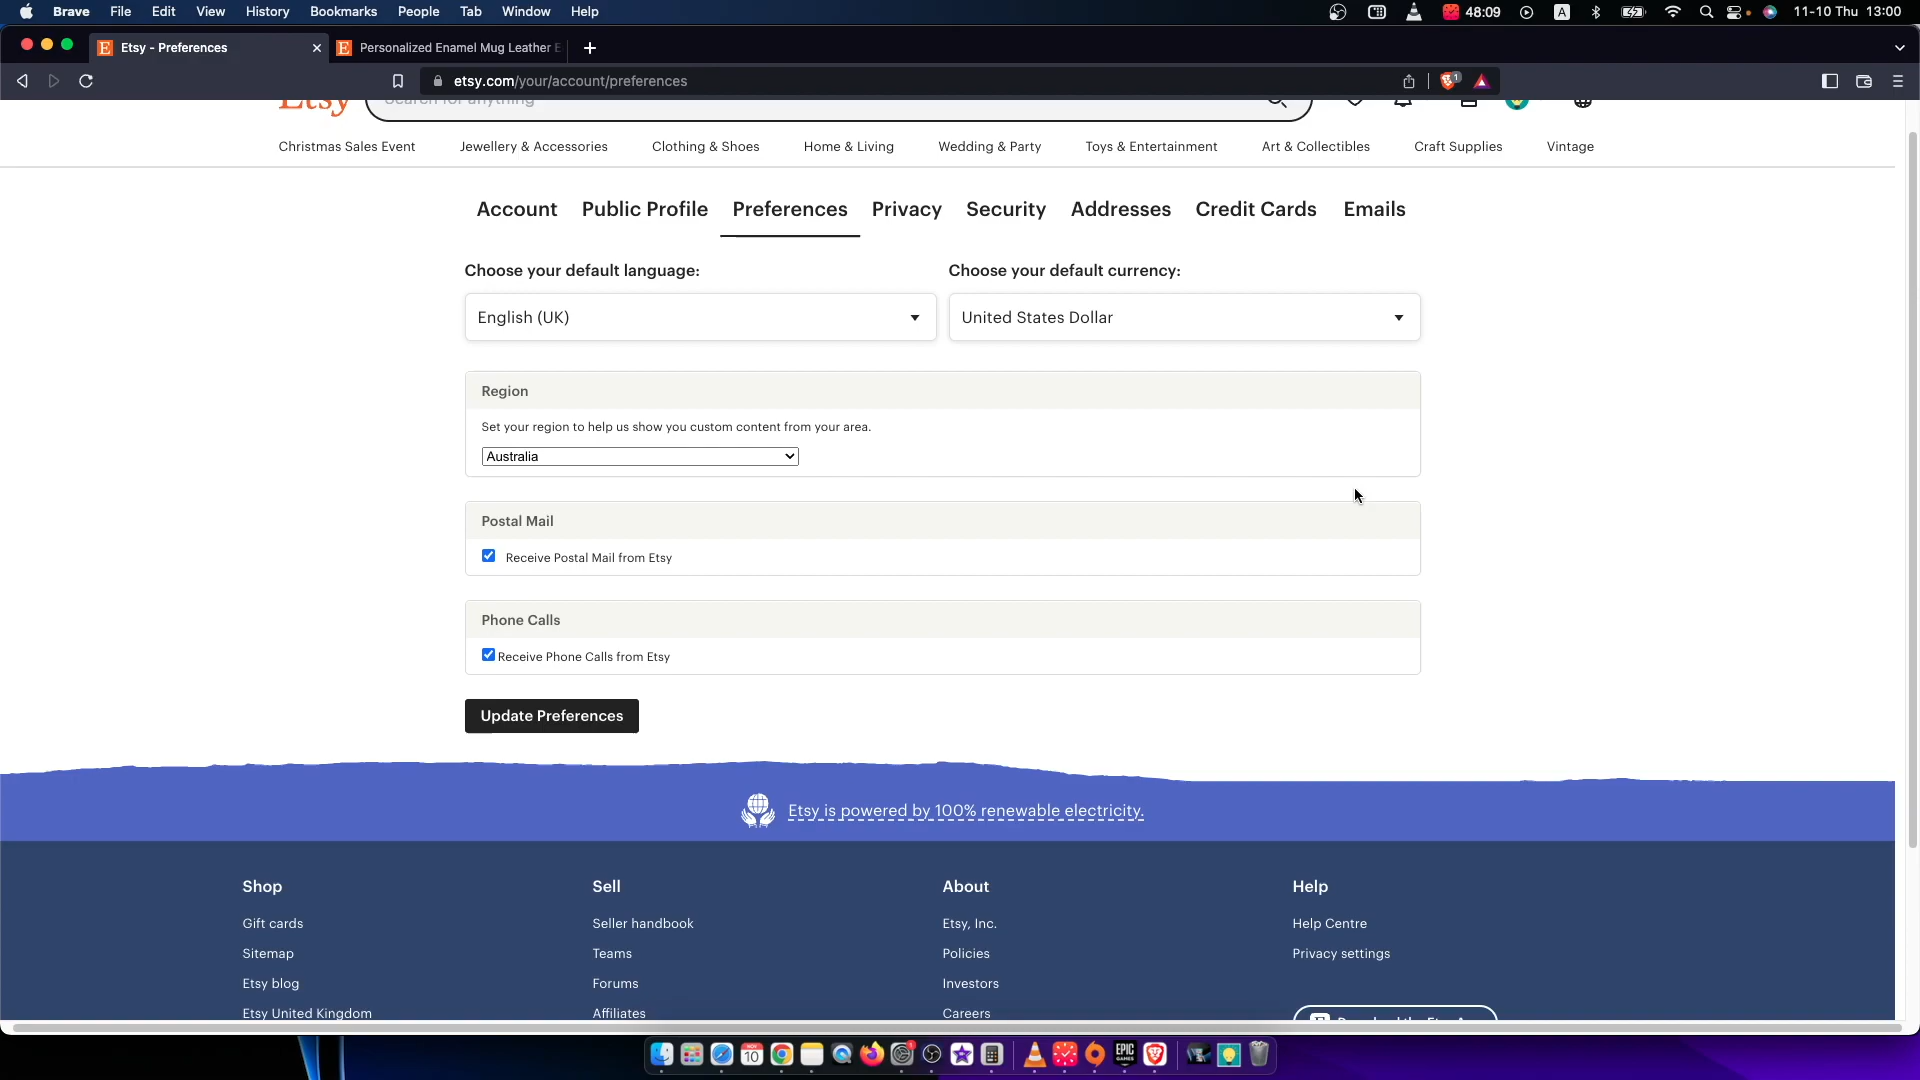 Brave File Edit View History Bookmarks People Tab Window Help 48:09 A 11-10 Thu 13:00
Etsy - Preferences
Personalized Enamel Mug Leather E
etsy.com/your/account/preferences
1
Etsy
Search for anything
Christmas Sales Event
Jewellery & Accessories
Clothing & Shoes
Home & Living
Wedding & Party
Toys & Entertainment
Art & Collectibles
Craft Supplies
Vintage
Account
Public Profile
Preferences
Privacy
Security
Addresses
Credit Cards
Emails
Choose your default language:
Choose your default currency:
English (UK)
United States Dollar
Region
Set your region to help us show you custom content from your area.
Australia
Postal Mail
Receive Postal Mail from Etsy
Phone Calls
Receive Phone Calls from Etsy
Update Preferences
Etsy is powered by 100% renewable electricity.
Shop
Sell
About
Help
Gift cards
Seller handbook
Etsy, Inc.
Help Centre
Sitemap
Teams
Policies
Privacy settings
Etsy blog
Forums
Investors
Etsy United Kingdom
Affiliates
Careers
NOV
10
1
EPIC
GAMES